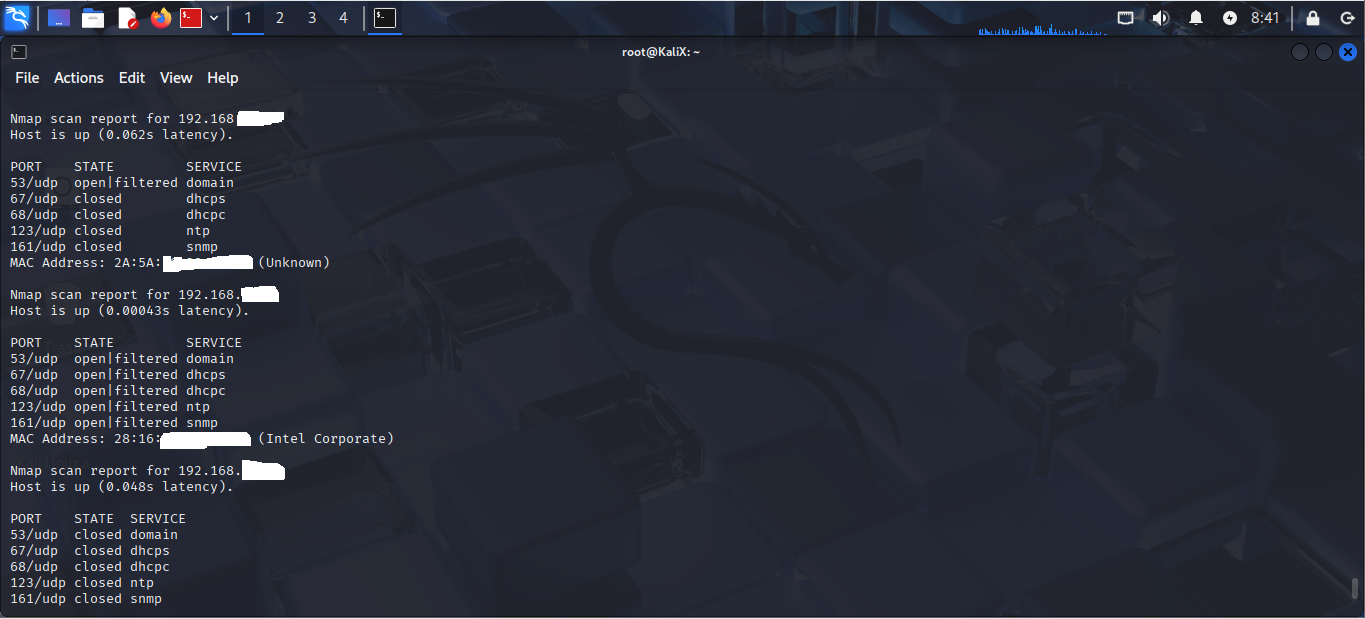 1 2 3 4 8:41
root@KaliX: ~
File Actions Edit View Help
Nmap scan report for 192.168
Host is up (0.062s latency).
PORT STATE SERVICE
53/udp open|filtered domain
67/udp closed dhcps
68/udp closed dhcpc
123/udp closed ntp
161/udp closed snmp
MAC Address: 2A:5A: (Unknown)
Nmap scan report for 192.168.
Host is up (0.00043s latency).
PORT STATE SERVICE
53/udp open|filtered domain
67/udp open|filtered dhcps
68/udp open|filtered dhcpc
123/udp open|filtered ntp
161/udp open|filtered snmp
MAC Address: 28:16: (Intel Corporate)
Nmap scan report for 192.168.
Host is up (0.048s latency).
PORT STATE SERVICE
53/udp closed domain
67/udp closed dhcps
68/udp closed dhcpc
123/udp closed ntp
161/udp closed snmp